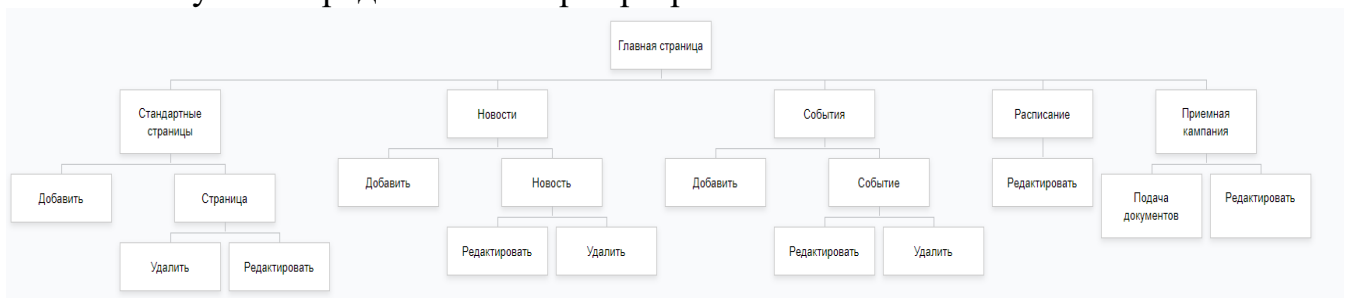 Главная страница
Стандартные
страницы
Новости
События
Расписание
Приемная
кампания
Добавить
Страница
Добавить
Новость
Добавить
Событие
Редактировать
Подача
документов
Редактировать
Удалить
Редактировать
Редактировать
Удалить
Редактировать
Удалить